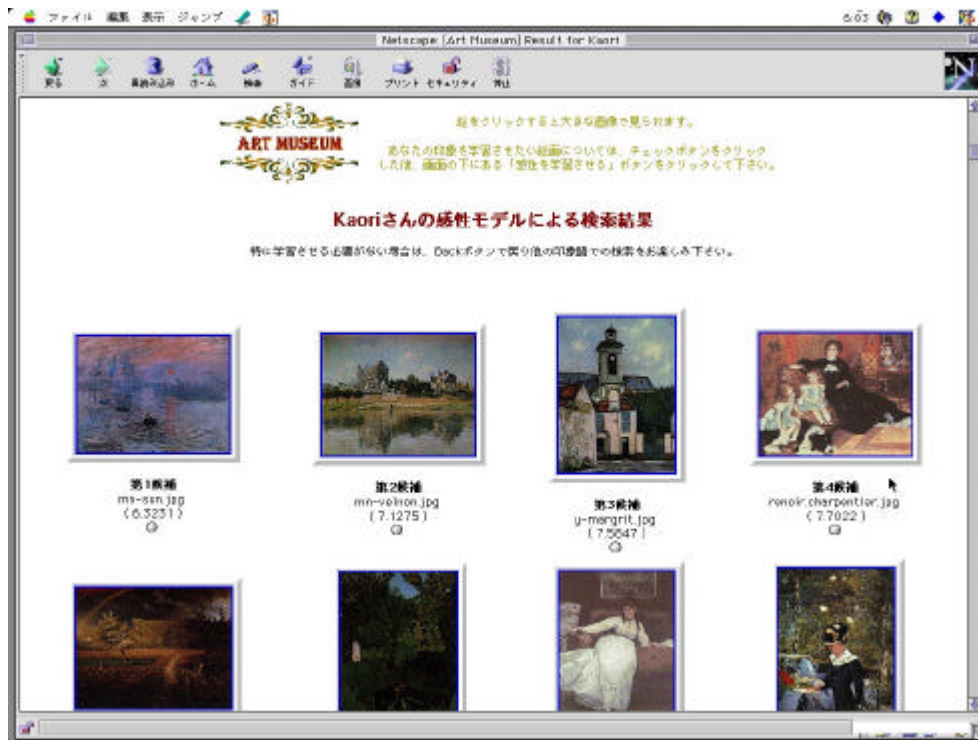 ファイル 編集 表示 ジャンプ
6:03
Netscape: [Art Museum] Result for Kaori
戻る 次 再読み込み ホーム 検索 ガイド 画像 プリント セキュリティ 停止
N
ART MUSEUM
絵をクリックすると大きな画像で見られます。
あなたの印象を学習させたい絵画については、チェックボタンをクリック
した後、画面の下にある「感性を学習させる」ボタンをクリックして下さい。
Kaoriさんの感性モデルによる検索結果
特に学習させる必要がない場合は、Backボタンで戻り他の印象語での検索をお楽しみ下さい。
第1候補
mn-sun.jpg
( 6.3231 )
第2候補
( 7.1275 )
第3候補
y-margrit.jpg
( 7.5847 )
第4候補
renoir.charpentier.jpg
( 7.7022 )